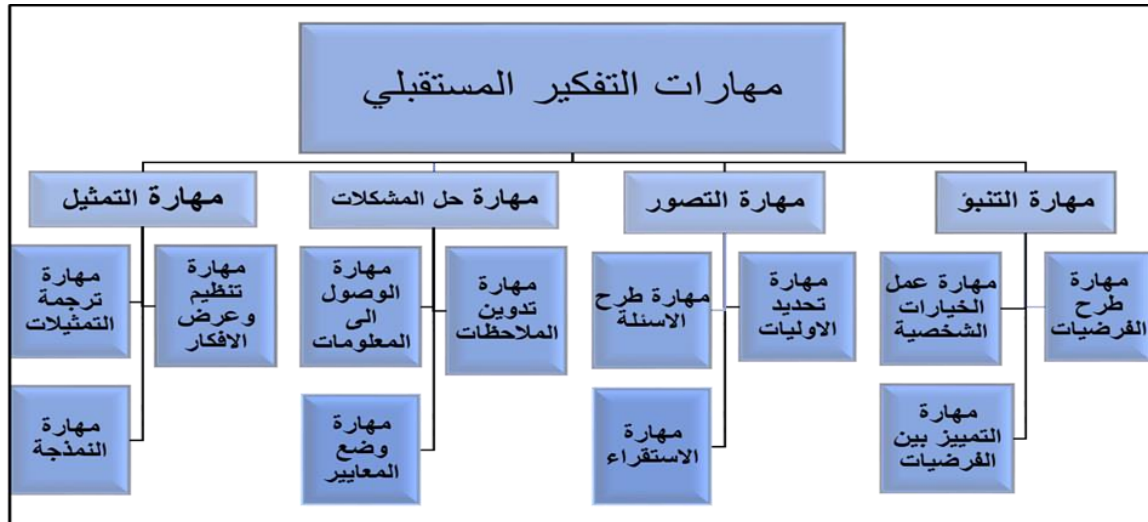 مهارات التفكير المستقبلي
مهارة التنبؤ
مهارة التصور
مهارة حل المشكلات
مهارة التمثيل
مهارة
طرح
الفرضيات
مهارة عمل
الخيارات
الشخصية
مهارة
التمييز بين
الفرضيات
مهارة
تحديد
الاوليات
مهارة طرح
الاسئلة
مهارة
الاستقراء
مهارة
تدوين
الملاحظات
مهارة
الوصول
الى
المعلومات
مهارة
وضع
المعايير
مهارة
تنظيم
وعرض
الافكار
مهارة
ترجمة
التمثيلات
مهارة
النمذجة